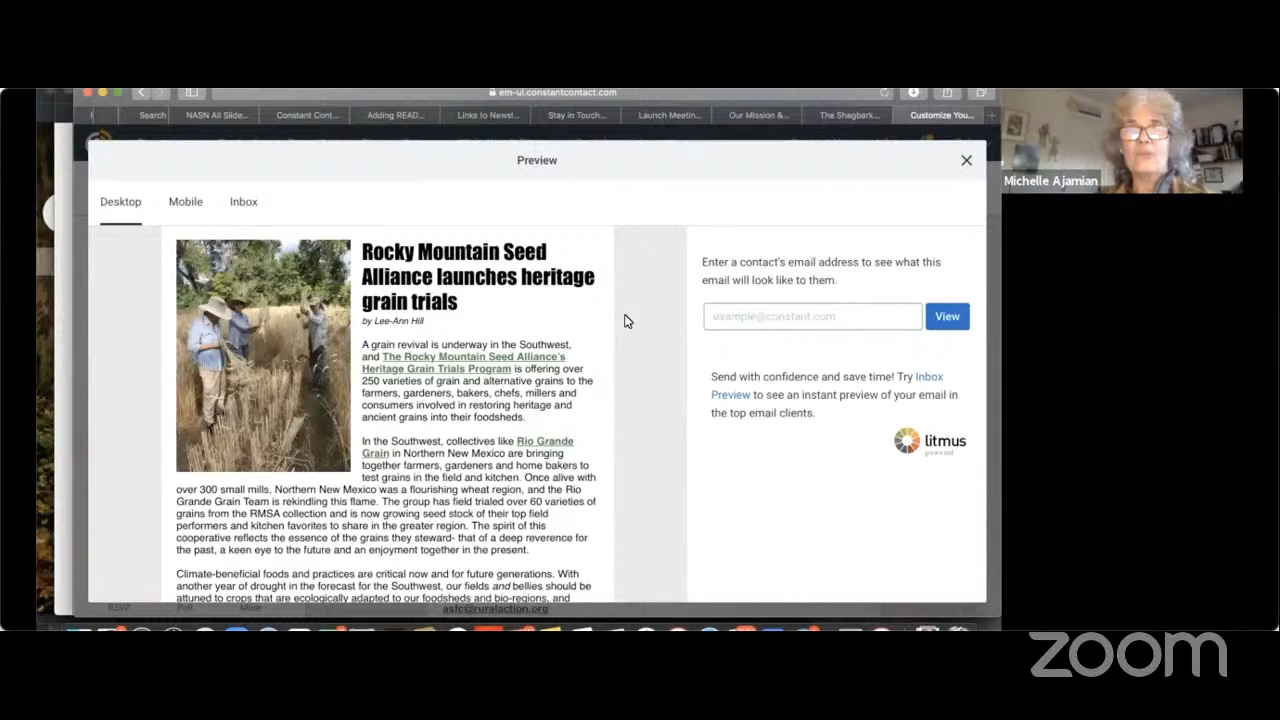 em-ui.constantcontact.com
Search
NASN All Slide...
Constant Cont...
Adding READ...
Links to Newsl...
Stay in Touch...
Launch Meetin...
Our Mission &...
The Shagbark...
Customize You...
Preview
Desktop
Mobile
Inbox
Rocky Mountain Seed
Alliance launches heritage
grain trials
by Lee-Ann Hill
A grain revival is underway in the Southwest,
and The Rocky Mountain Seed Alliance's
Heritage Grain Trials Program is offering over
250 varieties of grain and alternative grains to the
farmers, gardeners, bakers, chefs, millers and
consumers involved in restoring heritage and
ancient grains into their foodsheds.
In the Southwest, collectives like Rio Grande
Grain in Northern New Mexico are bringing
together farmers, gardeners and home bakers to
test grains in the field and kitchen. Once alive with
over 300 small mills, Northern New Mexico was a flourishing wheat region, and the Rio
Grande Grain Team is rekindling this flame. The group has field trialed over 60 varieties of
grains from the RMSA collection and is now growing seed stock of their top field
performers and kitchen favorites to share in the greater region. The spirit of this
cooperative reflects the essence of the grains they steward- that of a deep reverence for
the past, a keen eye to the future and an enjoyment together in the present.
Climate-beneficial foods and practices are critical now and for future generations. With
another year of drought in the forecast for the Southwest, our fields and bellies should be
attuned to crops that are ecologically adapted to our foodsheds and bio-regions, and
Enter a contact's email address to see what this
email will look like to them.
example@constant.com
View
Send with confidence and save time! Try Inbox
Preview to see an instant preview of your email in
the top email clients.
litmus
powered
RSVP
Poll
More
asfc@ruralaction.org
Michelle Ajamian
zoom